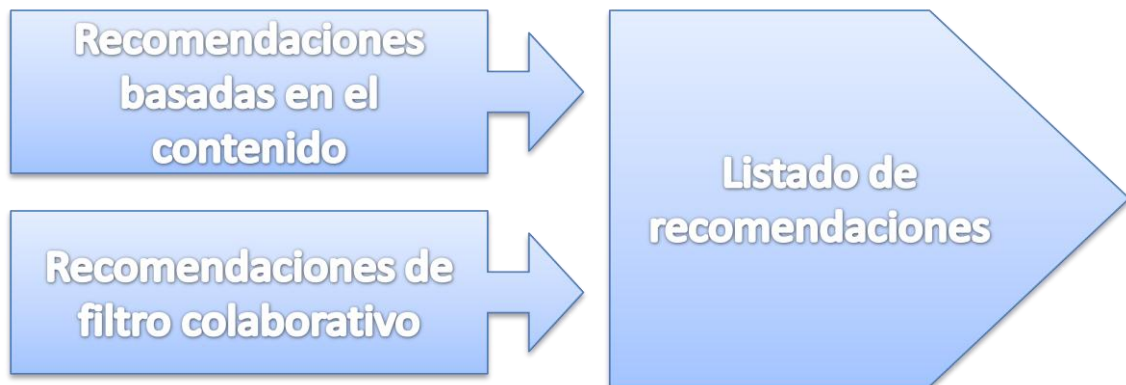 Recomendaciones
basadas en el
contenido
Recomendaciones de
filtro colaborativo
Listado de
recomendaciones